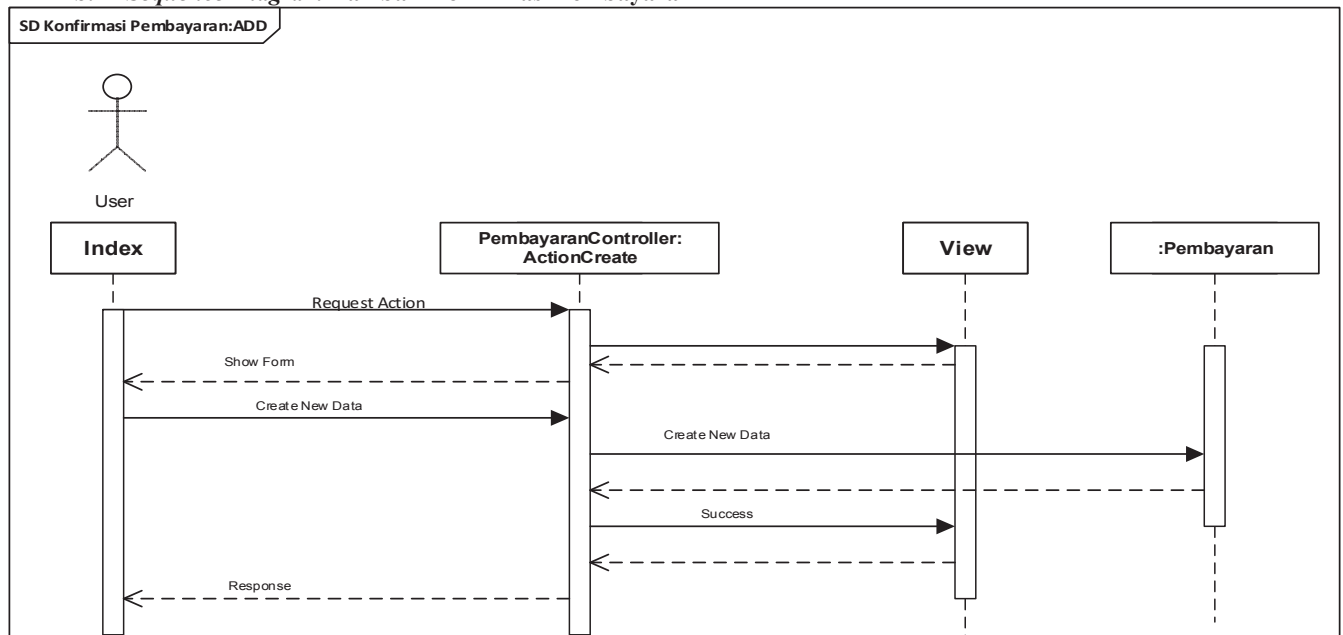 SD Konfirmasi Pembayaran:ADD
User
Index
PembayaranController:
ActionCreate
View
:Pembayaran
Request Action
Show Form
Create New Data
Create New Data
Success
Response